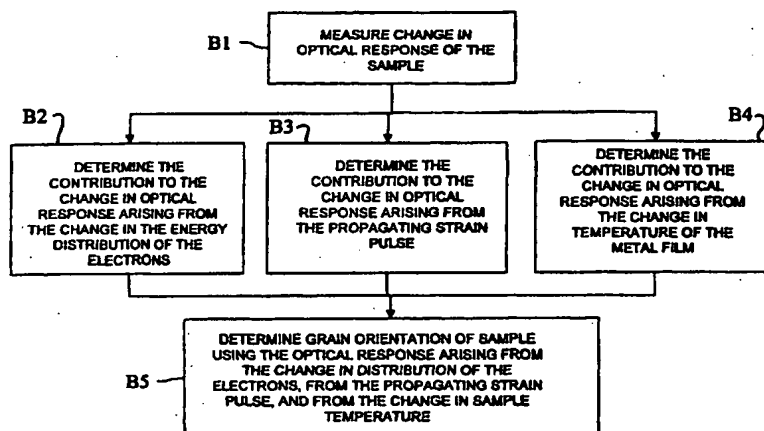 B1
MEASURE CHANGE IN
OPTICAL RESPONSE OF THE
SAMPLE
B2
DETERMINE THE
CONTRIBUTION TO THE
CHANGE IN OPTICAL
RESPONSE ARISING FROM
THE CHANGE IN THE ENERGY
DISTRIBUTION OF THE
ELECTRONS
B3
DETERMINE THE
CONTRIBUTION TO THE
CHANGE IN OPTICAL
RESPONSE ARISING FROM
THE PROPAGATING STRAIN
PULSE
B4
DETERMINE THE
CONTRIBUTION TO THE
CHANGE IN OPTICAL
RESPONSE ARISING FROM
THE CHANGE IN
TEMPERATURE OF THE
METAL FILM
B5
DETERMINE GRAIN ORIENTATION OF SAMPLE
USING THE OPTICAL RESPONSE ARISING FROM
THE CHANGE IN DISTRIBUTION OF THE
ELECTRONS, FROM THE PROPAGATING STRAIN
PULSE, AND FROM THE CHANGE IN SAMPLE
TEMPERATURE